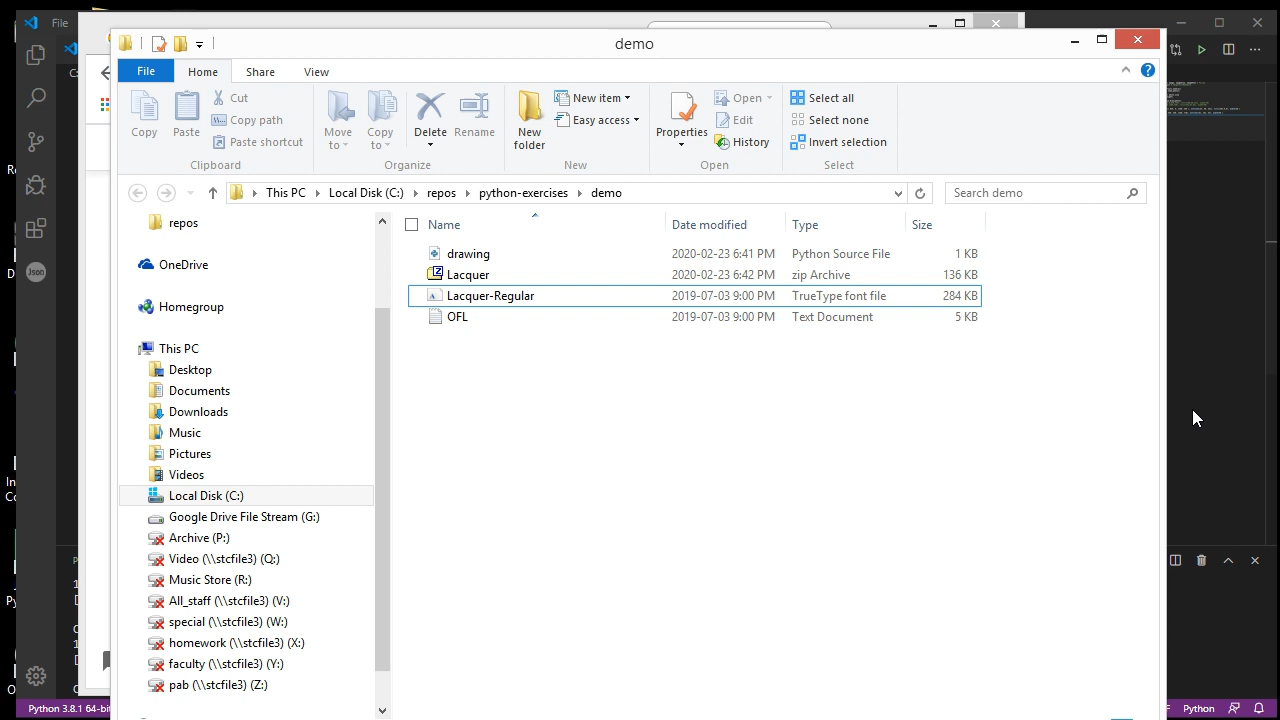 File
demo
File Home Share View
Copy Paste Cut
Copy path
Paste shortcut
Clipboard
Move to Copy to Delete Rename
Organize
New folder New item
Easy access
New
Properties Open
History
Open
Select all
Select none
Invert selection
Select
This PC Local Disk (C:) repos python-exercises demo
Search demo
Name Date modified Type Size
drawing 2020-02-23 6:41 PM Python Source File 1 KB
Lacquer 2020-02-23 6:42 PM zip Archive 136 KB
Lacquer-Regular 2019-07-03 9:00 PM TrueType font file 284 KB
OFL 2019-07-03 9:00 PM Text Document 5 KB
repos
OneDrive
Homegroup
This PC
Desktop
Documents
Downloads
Music
Pictures
Videos
Local Disk (C:)
Google Drive File Stream (G:)
Archive (P:)
Video (\\stcfile3) (Q:)
Music Store (R:)
All_staff (\\stcfile3) (V:)
special (\\stcfile3) (W:)
homework (\\stcfile3) (X:)
faculty (\\stcfile3) (Y:)
pab (\\stcfile3) (Z:)
Json
Python 3.8.1 64-bi
Python